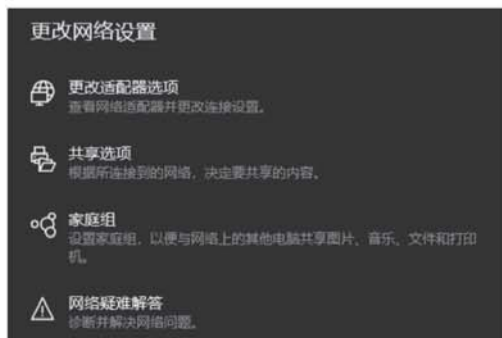 更改网络设置
更改适配器选项
查看网络适配器并更改连接设置。
共享选项
根据所连接到的网络，决定要共享的内容。
家庭组
设置家庭组，以便与网络上的其他电脑共享图片、音乐、文件和打印
机。
网络疑难解答
诊断并解决网络问题。